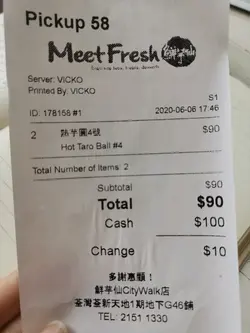 Pickup 58
MeetFresh
Server: VICKO
Printed By: VICKO
S1
ID: 178158 #1 2020-06-06 17:46
2 熱芋圓4號 $90
Hot Taro Ball #4
Total Number of Items: 2
Subtotal $90
Total $90
Cash $100
Change $10
多謝惠顧！
鮮芋仙CityWalk店
荃灣荃新天地1期地下G46鋪
TEL: 2151 1330